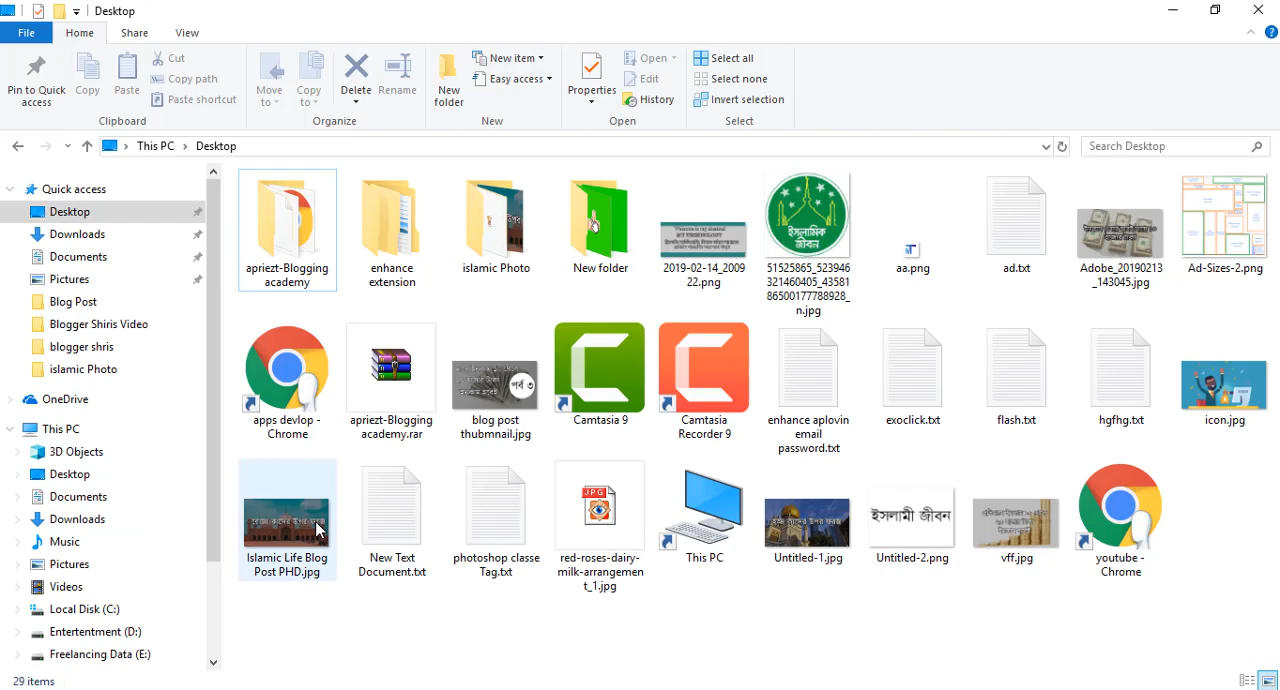 Desktop
File
Home
Share
View
Pin to Quick
access
Copy
Paste
Cut
Copy path
Paste shortcut
Clipboard
Move
to
Copy
to
Delete
Rename
Organize
New
folder
New item
Easy access
New
Properties
Open
Edit
History
Open
Select all
Select none
Invert selection
Select
This PC
Desktop
Search Desktop
Quick access
Desktop
Downloads
Documents
Pictures
Blog Post
Blogger Shiris Video
blogger shris
islamic Photo
OneDrive
This PC
3D Objects
Desktop
Documents
Downloads
Music
Pictures
Videos
Local Disk (C:)
Entertentment (D:)
Freelancing Data (E:)
apriezt-Blogging
academy
enhance
extension
islamic Photo
New folder
2019-02-14_2009
22.png
ইসলামিক
জীবন
51525865_523946
321460405_43581
86500177788928_
n.jpg
aa.png
ad.txt
Adobe_20190213
_143045.jpg
Ad-Sizes-2.png
apps devlop -
Chrome
apriezt-Blogging
academy.rar
পর্ব ৩
blog post
thubmnail.jpg
Camtasia 9
Camtasia
Recorder 9
enhance aplovin
email
password.txt
exoclick.txt
flash.txt
hgfhg.txt
icon.jpg
Islamic Life Blog
Post PHD.jpg
New Text
Document.txt
photoshop classe
Tag.txt
JPG
red-roses-dairy-
milk-arrangemen
t_1.jpg
This PC
Untitled-1.jpg
ইসলামী জীবন
Untitled-2.png
vff.jpg
youtube -
Chrome
29 items